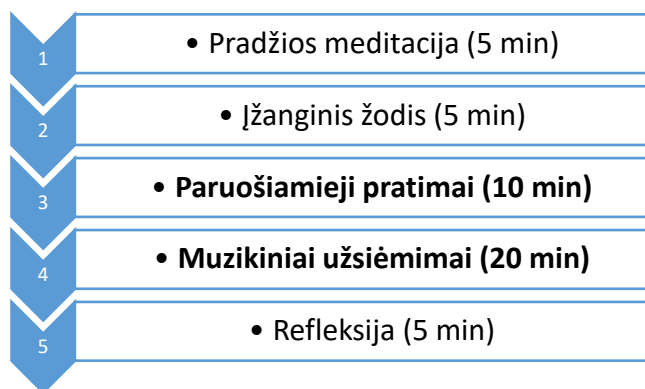 1 • Pradžios meditacija (5 min)
2 • Įžanginis žodis (5 min)
3 • Paruošiamieji pratimai (10 min)
4 • Muzikiniai užsiėmimai (20 min)
5 • Refleksija (5 min)